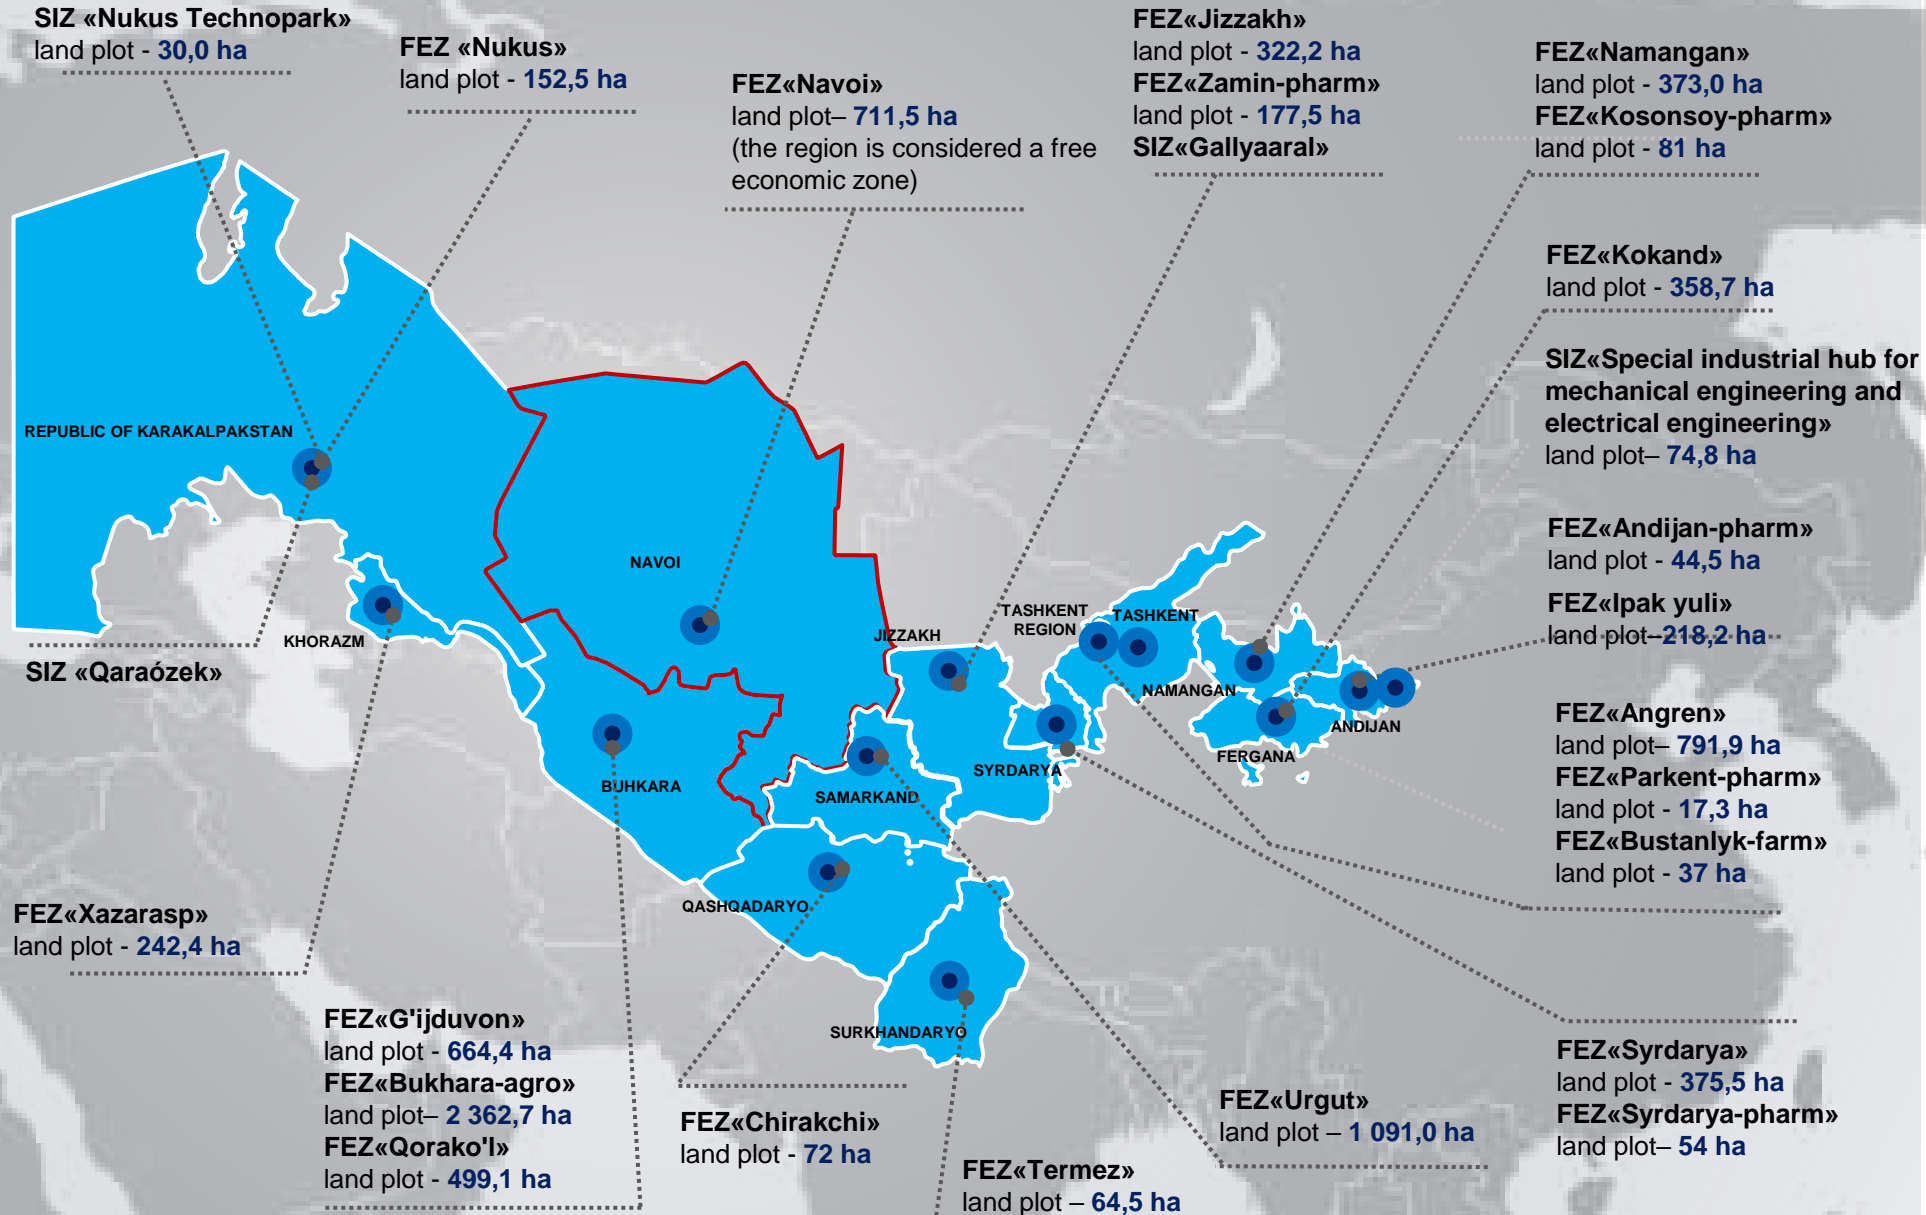 SIZ «Nukus Technopark»
land plot - 30,0 ha
FEZ «Nukus»
land plot - 152,5 ha
FEZ«Navoi»
land plot– 711,5 ha
(the region is considered a free
economic zone)
FEZ«Jizzakh»
land plot - 322,2 ha
FEZ«Zamin-pharm»
land plot - 177,5 ha
SIZ«Gallyaaral»
FEZ«Namangan»
land plot - 373,0 ha
FEZ«Kosonsoy-pharm»
land plot - 81 ha
FEZ«Kokand»
land plot - 358,7 ha
SIZ«Special industrial hub for
mechanical engineering and
electrical engineering»
land plot– 74,8 ha
FEZ«Andijan-pharm»
land plot - 44,5 ha
FEZ«Ipak yuli»
land plot–218,2 ha
FEZ«Angren»
land plot– 791,9 ha
FEZ«Parkent-pharm»
land plot - 17,3 ha
FEZ«Bustanlyk-farm»
land plot - 37 ha
FEZ«Syrdarya»
land plot - 375,5 ha
FEZ«Syrdarya-pharm»
land plot– 54 ha
REPUBLIC OF KARAKALPAKSTAN
NAVOI
KHORAZM
JIZZAKH
TASHKENT
REGION
TASHKENT
NAMANGAN
ANDIJAN
FERGANA
SYRDARYA
BUHKARA
SAMARKAND
QASHQADARYO
SURKHANDARYO
SIZ «Qaraózek»
FEZ«Xazarasp»
land plot - 242,4 ha
FEZ«G'ijduvon»
land plot - 664,4 ha
FEZ«Bukhara-agro»
land plot– 2 362,7 ha
FEZ«Qorako'l»
land plot - 499,1 ha
FEZ«Chirakchi»
land plot - 72 ha
FEZ«Termez»
land plot – 64,5 ha
FEZ«Urgut»
land plot – 1 091,0 ha